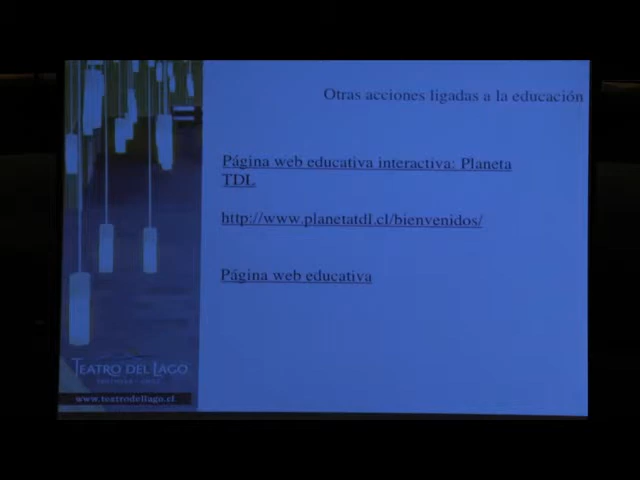 Otras acciones ligadas a la educación
Página web educativa interactiva: Planeta
TDL
http://www.planetatdl.cl/bienvenidos/
Página web educativa
TEATRO DEL LAGO
www.teatrodellago.cl